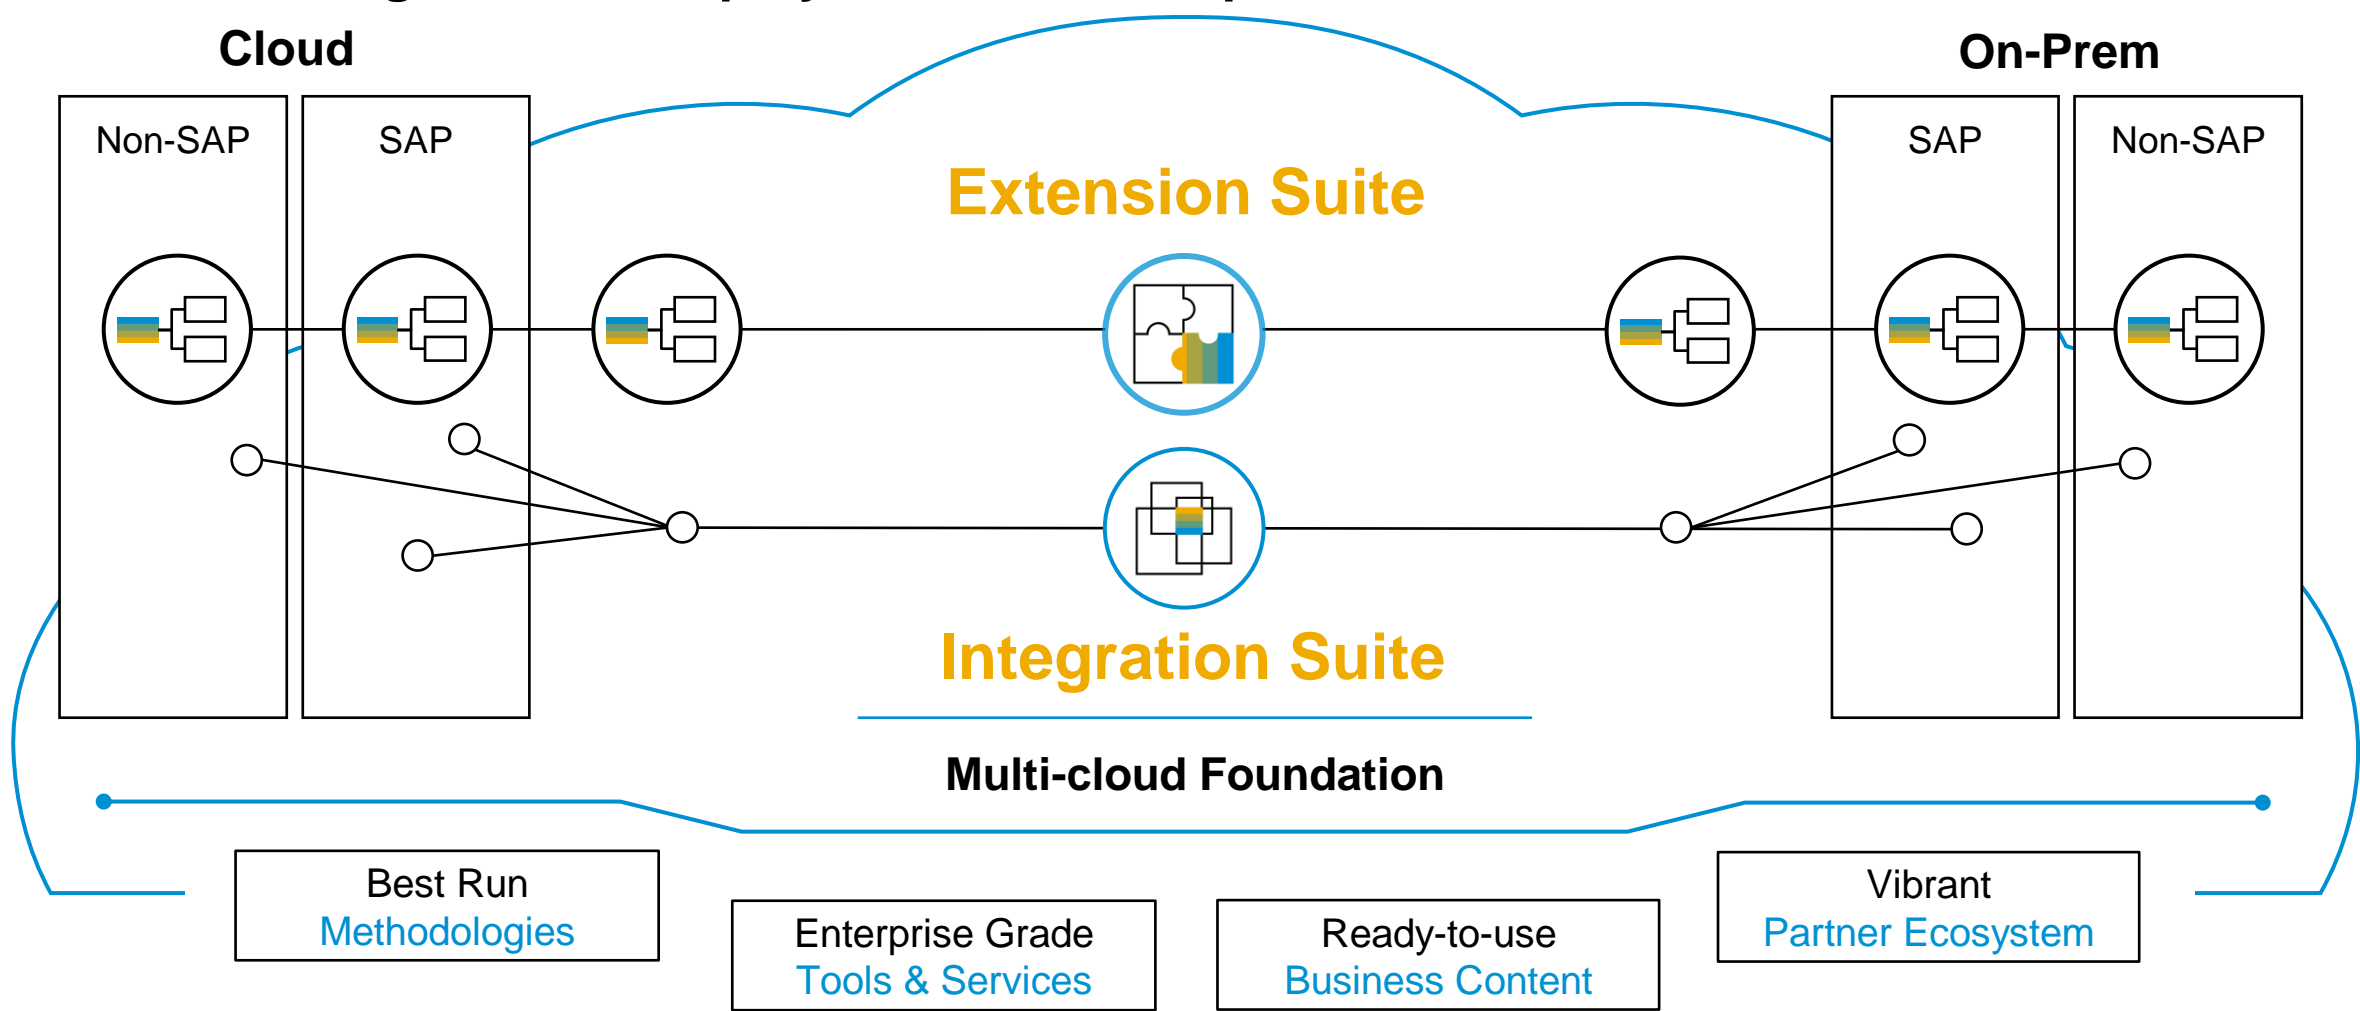 Cloud
On-Prem
Non-SAP
SAP
SAP
Non-SAP
Extension Suite
Integration Suite
Multi-cloud Foundation
Best Run
Methodologies
Enterprise Grade
Tools & Services
Ready-to-use
Business Content
Vibrant
Partner Ecosystem